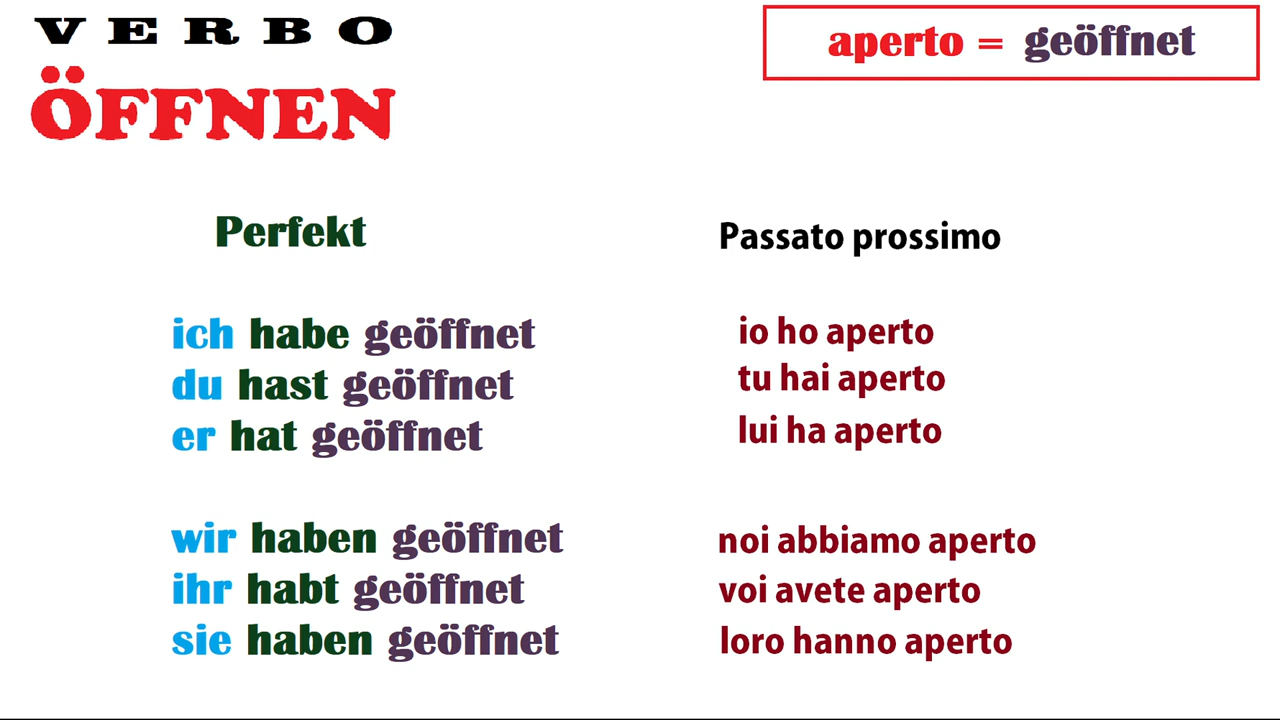 VERBO
ÖFFNEN
aperto = geöffnet
Perfekt
ich habe geöffnet
du hast geöffnet
er hat geöffnet
wir haben geöffnet
ihr habt geöffnet
sie haben geöffnet
Passato prossimo
io ho aperto
tu hai aperto
lui ha aperto
noi abbiamo aperto
voi avete aperto
loro hanno aperto